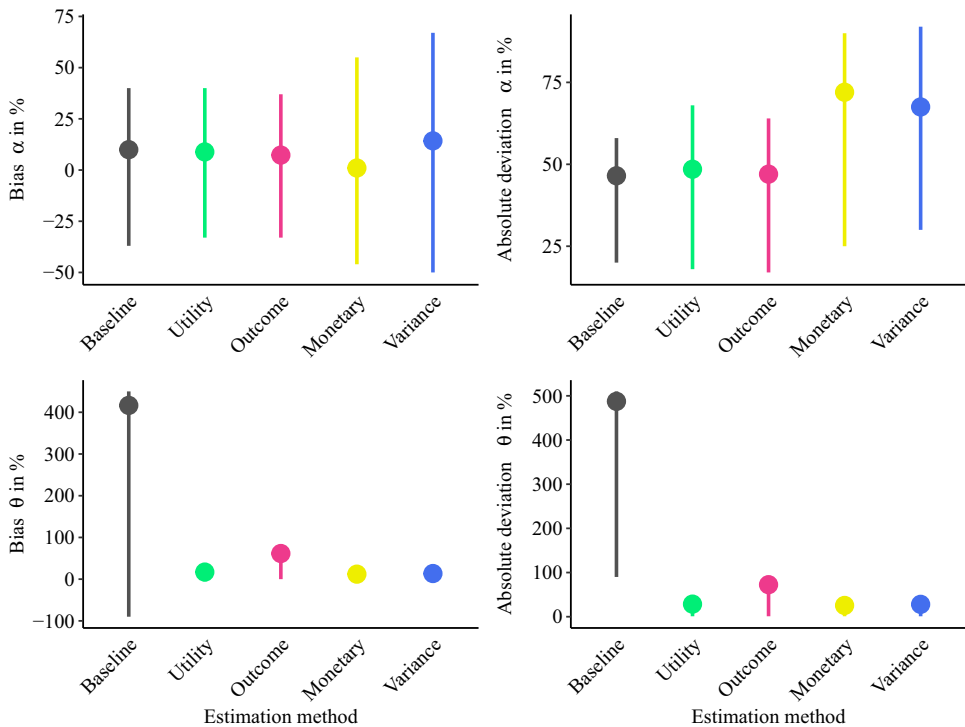 Bias α in %
75
50
25
0
−25
−50
Baseline
Utility
Outcome
Monetary
Variance
Absolute deviation α in %
75
50
25
Baseline
Utility
Outcome
Monetary
Variance
Bias θ in %
400
300
200
100
0
−100
Baseline
Utility
Outcome
Monetary
Variance
Estimation method
Absolute deviation θ in %
500
400
300
200
100
0
Baseline
Utility
Outcome
Monetary
Variance
Estimation method